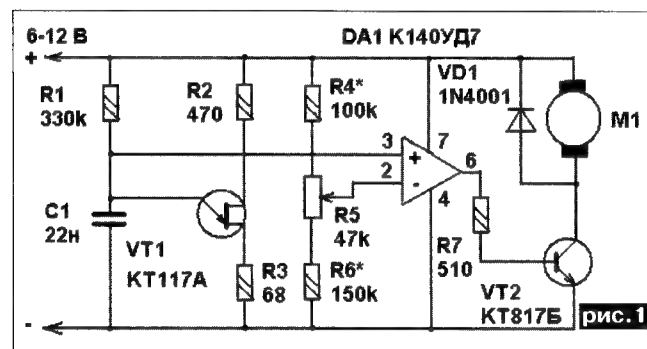 6-12 В
DA1 К140УД7
+
R1
330k
R2
470
R4*
100k
VD1
1N4001
M1
3
+
7
6
2
-
4
C1
22н
R5
47k
VT1
КТ117А
R3
68
R6*
150k
R7
510
VT2
КТ817Б
-
рис.1